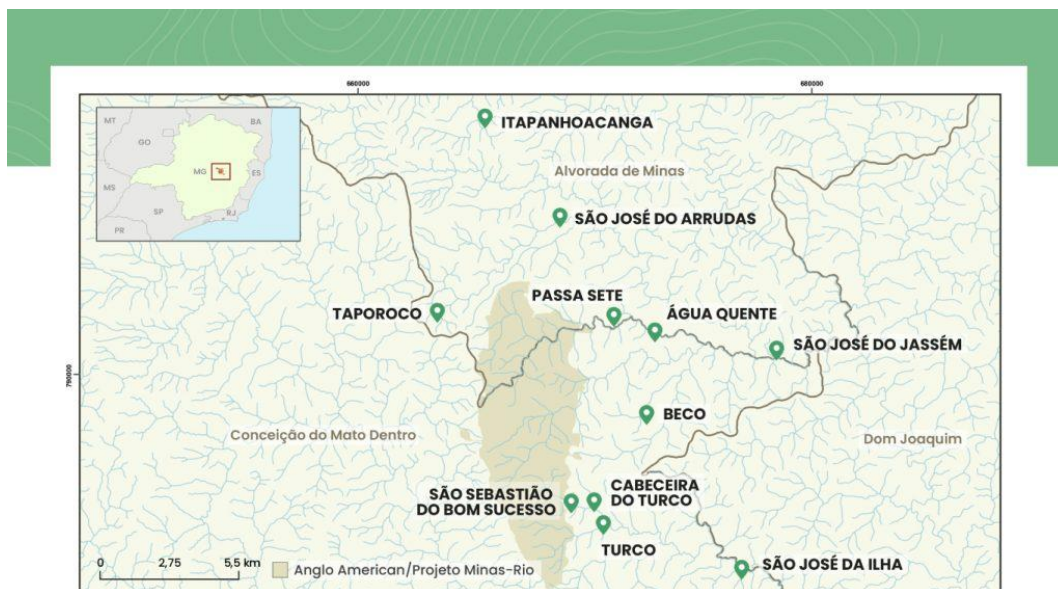 660000
680000
790000
MT
GO
BA
MG
ES
MS
SP
RJ
PR
ITAPANHOACANGA
Alvorada de Minas
SÃO JOSÉ DO ARRUDAS
PASSA SETE
TAPOROCO
ÁGUA QUENTE
SÃO JOSÉ DO JASSÉM
BECO
Conceição do Mato Dentro
Dom Joaquim
SÃO SEBASTIÃO
DO BOM SUCESSO
CABECEIRA
DO TURCO
TURCO
SÃO JOSÉ DA ILHA
0 2,75 5,5 km
Anglo American/Projeto Minas-Rio